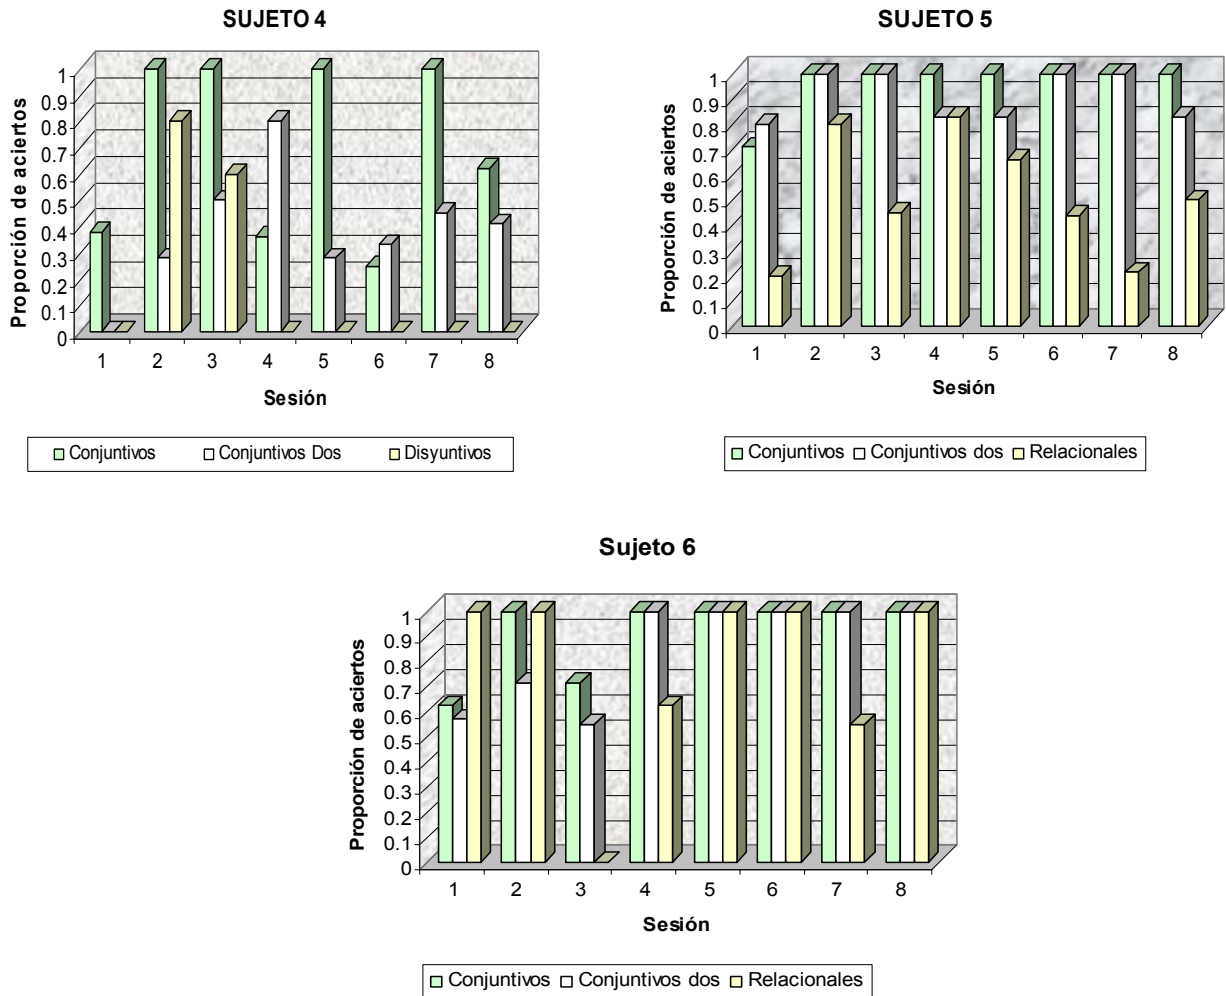 SUJETO 4
Proporción de aciertos
1
0.9
0.8
0.7
0.6
0.5
0.4
0.3
0.2
0.1
0
1 2 3 4 5 6 7 8
Sesión
Conjuntivos Conjuntivos Dos Disyuntivos
SUJETO 5
Proporción de aciertos
1
0.9
0.8
0.7
0.6
0.5
0.4
0.3
0.2
0.1
0
1 2 3 4 5 6 7 8
Sesión
Conjuntivos Conjuntivos dos Relacionales
Sujeto 6
Proporción de aciertos
1
0.9
0.8
0.7
0.6
0.5
0.4
0.3
0.2
0.1
0
1 2 3 4 5 6 7 8
Sesión
Conjuntivos Conjuntivos dos Relacionales